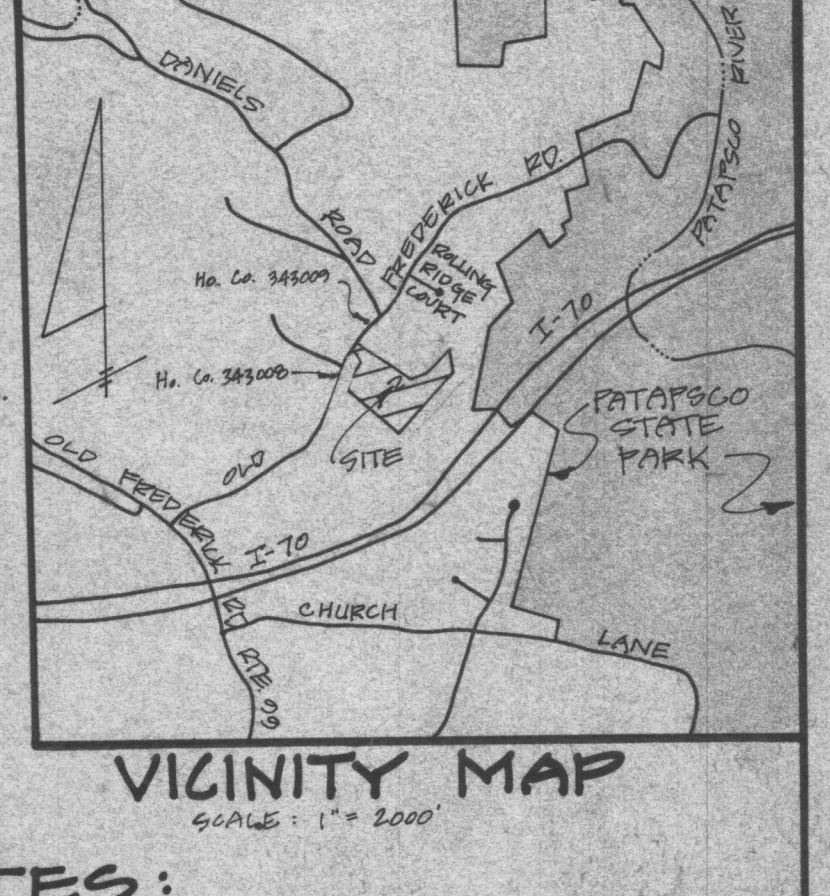 DANIELS
ROAD
FREDERICK RD.
PATAPSCO RIVER
ROLLING
RIDGE
COURT
Ho. Co. 343009
Ho. Co. 343008
I-70
SITE
PATAPSCO
STATE
PARK
OLD
OLD FREDERICK RD
I-70
CHURCH LANE
RTE. 99
VICINITY MAP
SCALE: 1" = 2000'
TES: